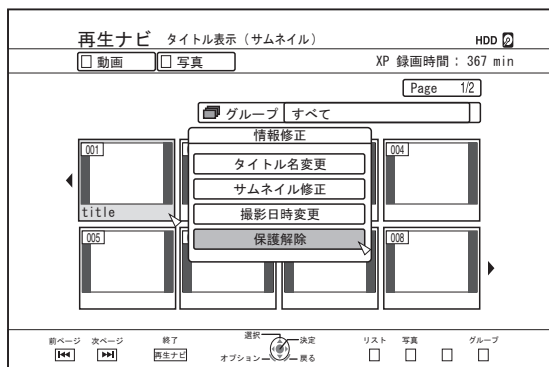 再生ナビ タイトル表示（サムネイル） HDD
動画 写真 XP 録画時間： 367 min
Page 1/2
グループ すべて
情報修正
001 004
タイトル名変更
サムネイル修正
title 撮影日時変更
005 保護解除 008
前ページ 次ページ 終了 選択 決定 リスト 写真 グループ
再生ナビ オプション 戻る